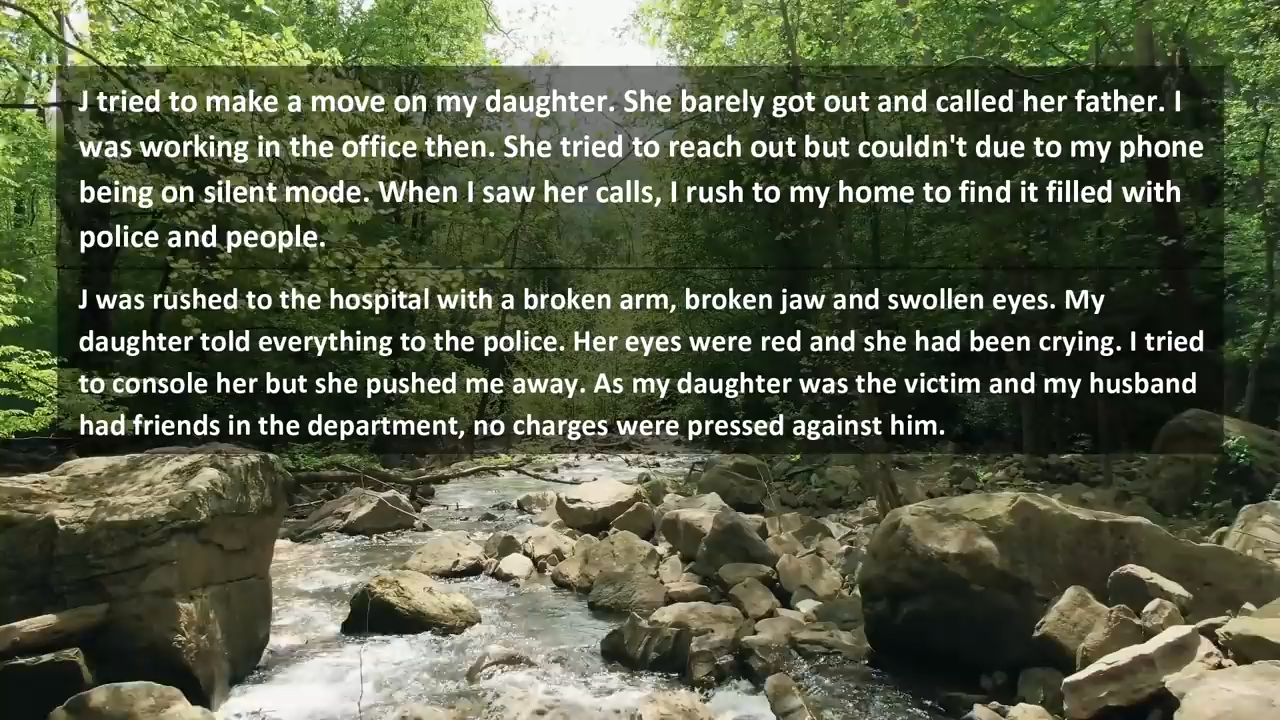 J tried to make a move on my daughter. She barely got out and called her father. I
was working in the office then. She tried to reach out but couldn't due to my phone
being on silent mode. When I saw her calls, I rush to my home to find it filled with
police and people.
J was rushed to the hospital with a broken arm, broken jaw and swollen eyes. My
daughter told everything to the police. Her eyes were red and she had been crying. I tried
to console her but she pushed me away. As my daughter was the victim and my husband
had friends in the department, no charges were pressed against him.